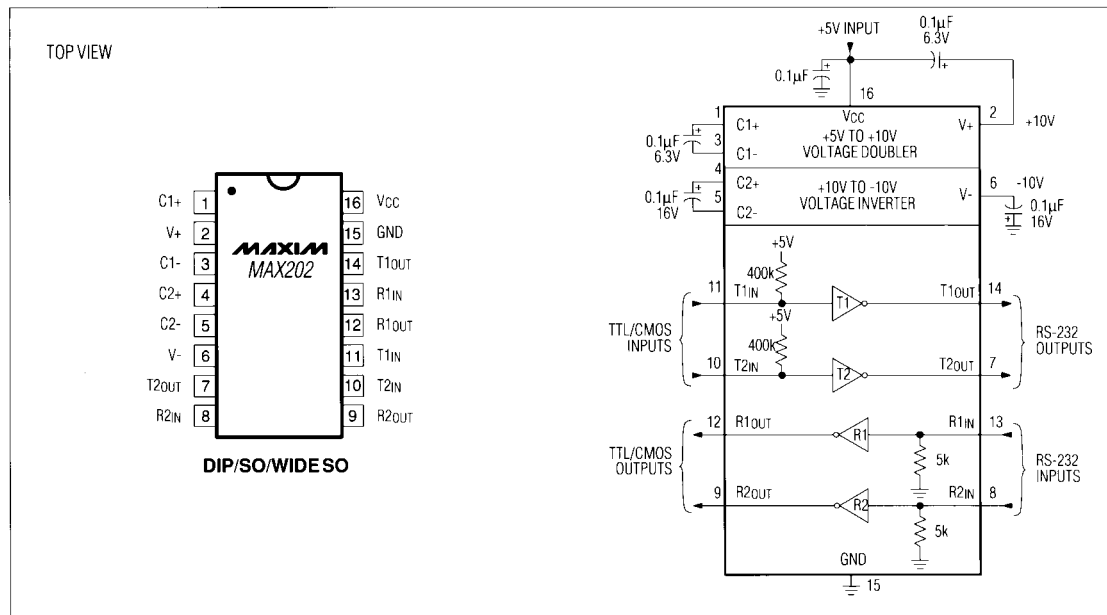 TOP VIEW
C1+ 1 16 VCC
V+ 2 15 GND
C1- 3 14 T1OUT
C2+ 4 13 R1IN
C2- 5 12 R1OUT
V- 6 11 T1IN
T2OUT 7 10 T2IN
R2IN 8 9 R2OUT
MAXIM
MAX202
DIP/SO/WIDE SO
+5V INPUT
0.1µF
6.3V
0.1µF
16
VCC
1
C1+
+5V TO +10V
VOLTAGE DOUBLER
V+
2
+10V
0.1µF
6.3V
3
C1-
4
C2+
+10V TO -10V
VOLTAGE INVERTER
V-
6
-10V
0.1µF
16V
5
C2-
0.1µF
16V
+5V
400k
11
T1IN
T1
T1OUT
14
TTL/CMOS
INPUTS
+5V
400k
RS-232
OUTPUTS
10
T2IN
T2
T2OUT
7
12
R1OUT
R1
R1IN
13
TTL/CMOS
OUTPUTS
5k
RS-232
INPUTS
9
R2OUT
R2
R2IN
8
5k
GND
15